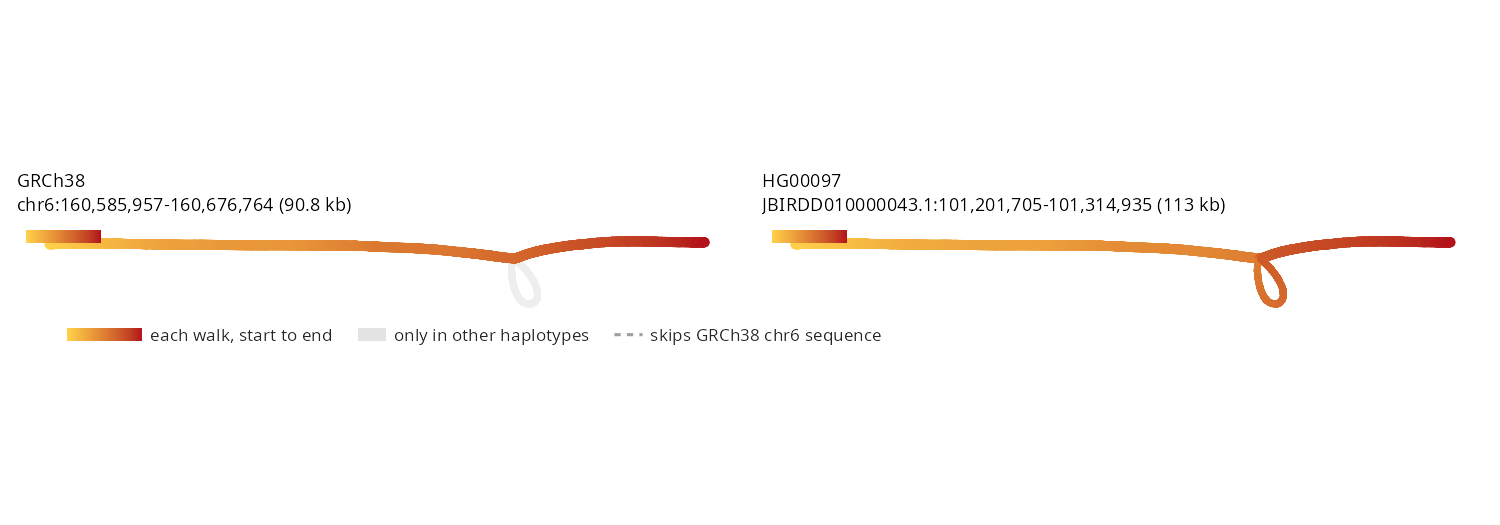 GRCh38
chr6:160,585,957-160,676,764 (90.8 kb)
HG00097
JBIRDD010000043.1:101,201,705-101,314,935 (113 kb)
each walk, start to end
only in other haplotypes
skips GRCh38 chr6 sequence